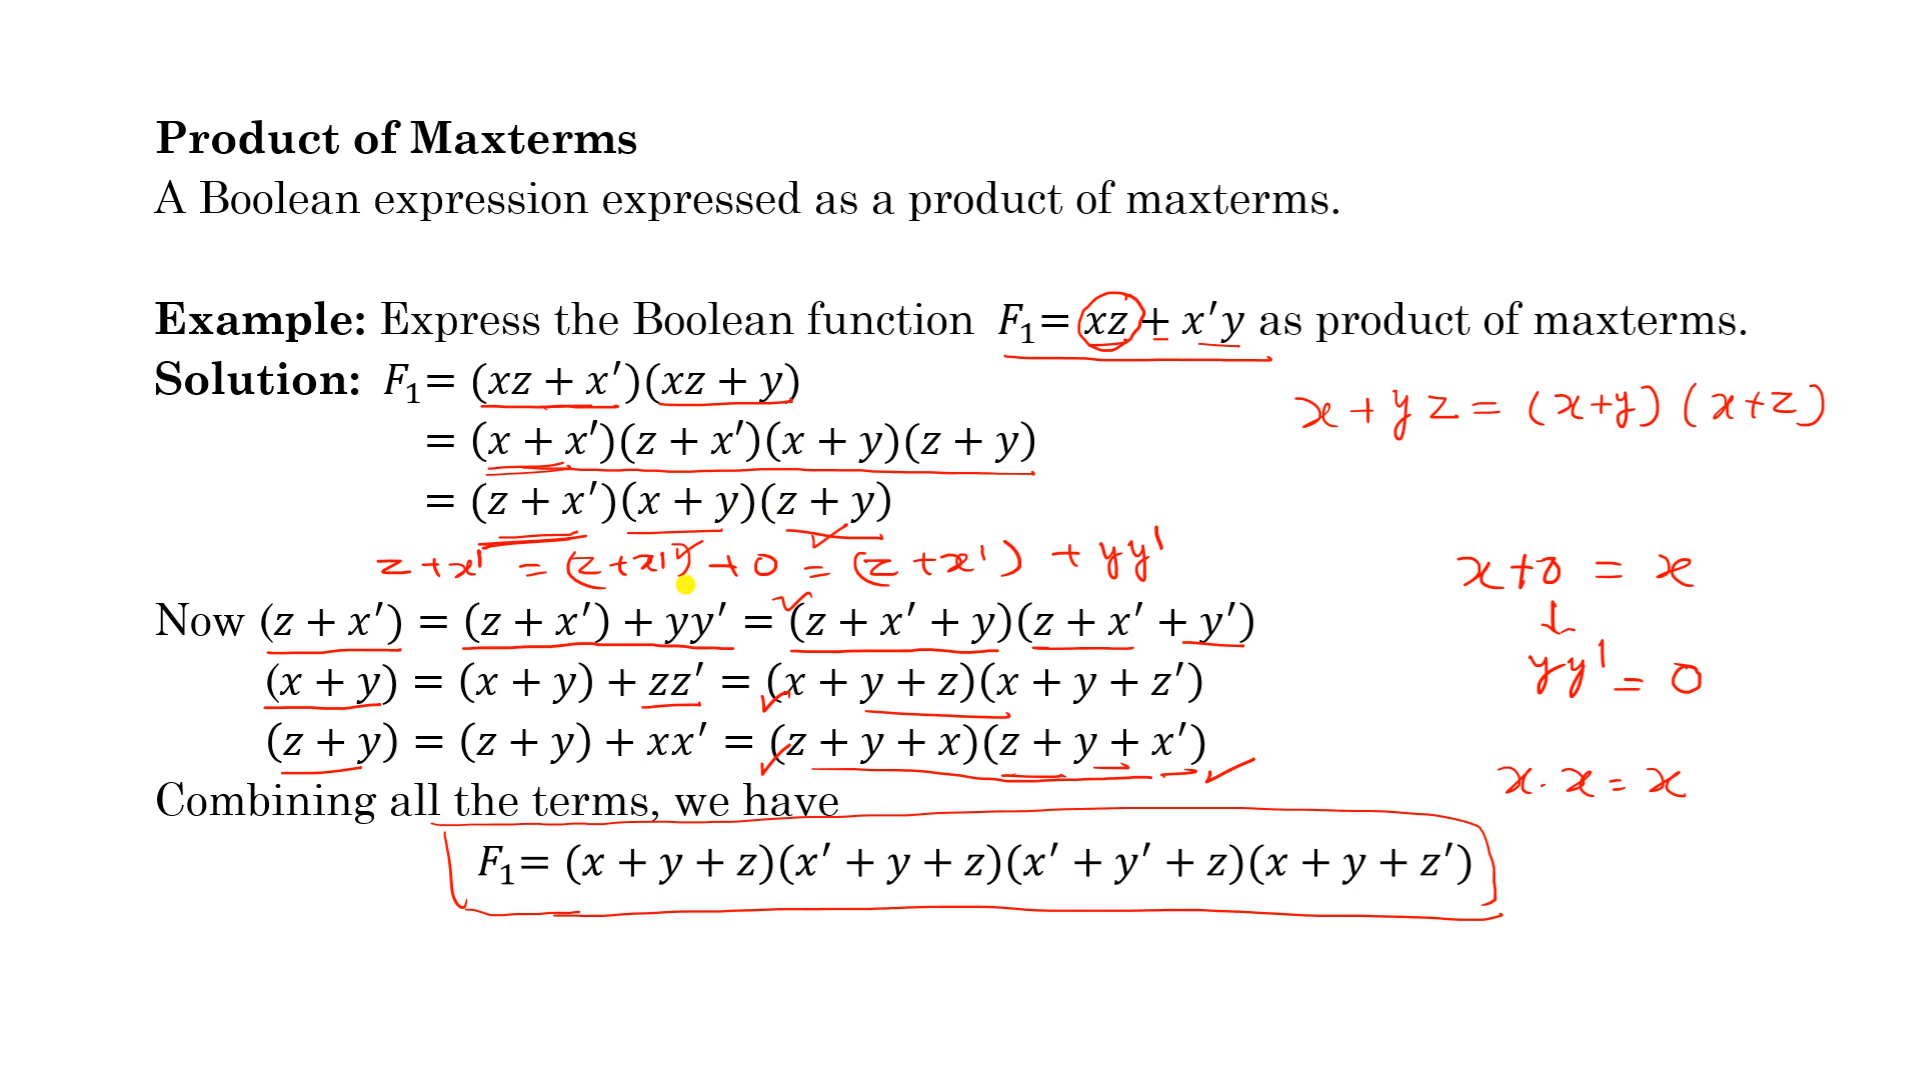 Product of Maxterms
A Boolean expression expressed as a product of maxterms.
Example: Express the Boolean function F₁= xz + x′y as product of maxterms.
Solution: F₁= (xz + x′)(xz + y)
x + yz = (x+y) (x+z)
= (x + x′)(z + x′)(x + y)(z + y)
= (z + x′)(x + y)(z + y)
z + x' = (z+x') + 0 = (z + x') + yy'
x + 0 = x
Now (z + x′) = (z + x′) + yy′ = (z + x′ + y)(z + x′ + y′)
(x + y) = (x + y) + zz′ = (x + y + z)(x + y + z′)
yy' = 0
(z + y) = (z + y) + xx′ = (z + y + x)(z + y + x′)
x . x = x
Combining all the terms, we have
F₁= (x + y + z)(x′ + y + z)(x′ + y′ + z)(x + y + z′)